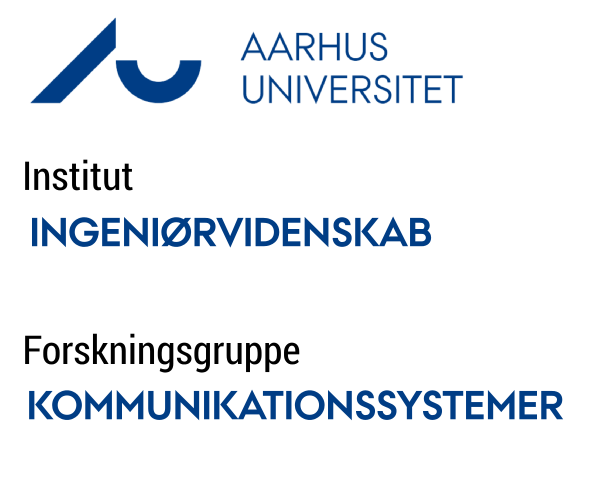 AARHUS
UNIVERSITET
Institut
INGENIØRVIDENSKAB
Forskningsgruppe
KOMMUNIKATIONSSYSTEMER